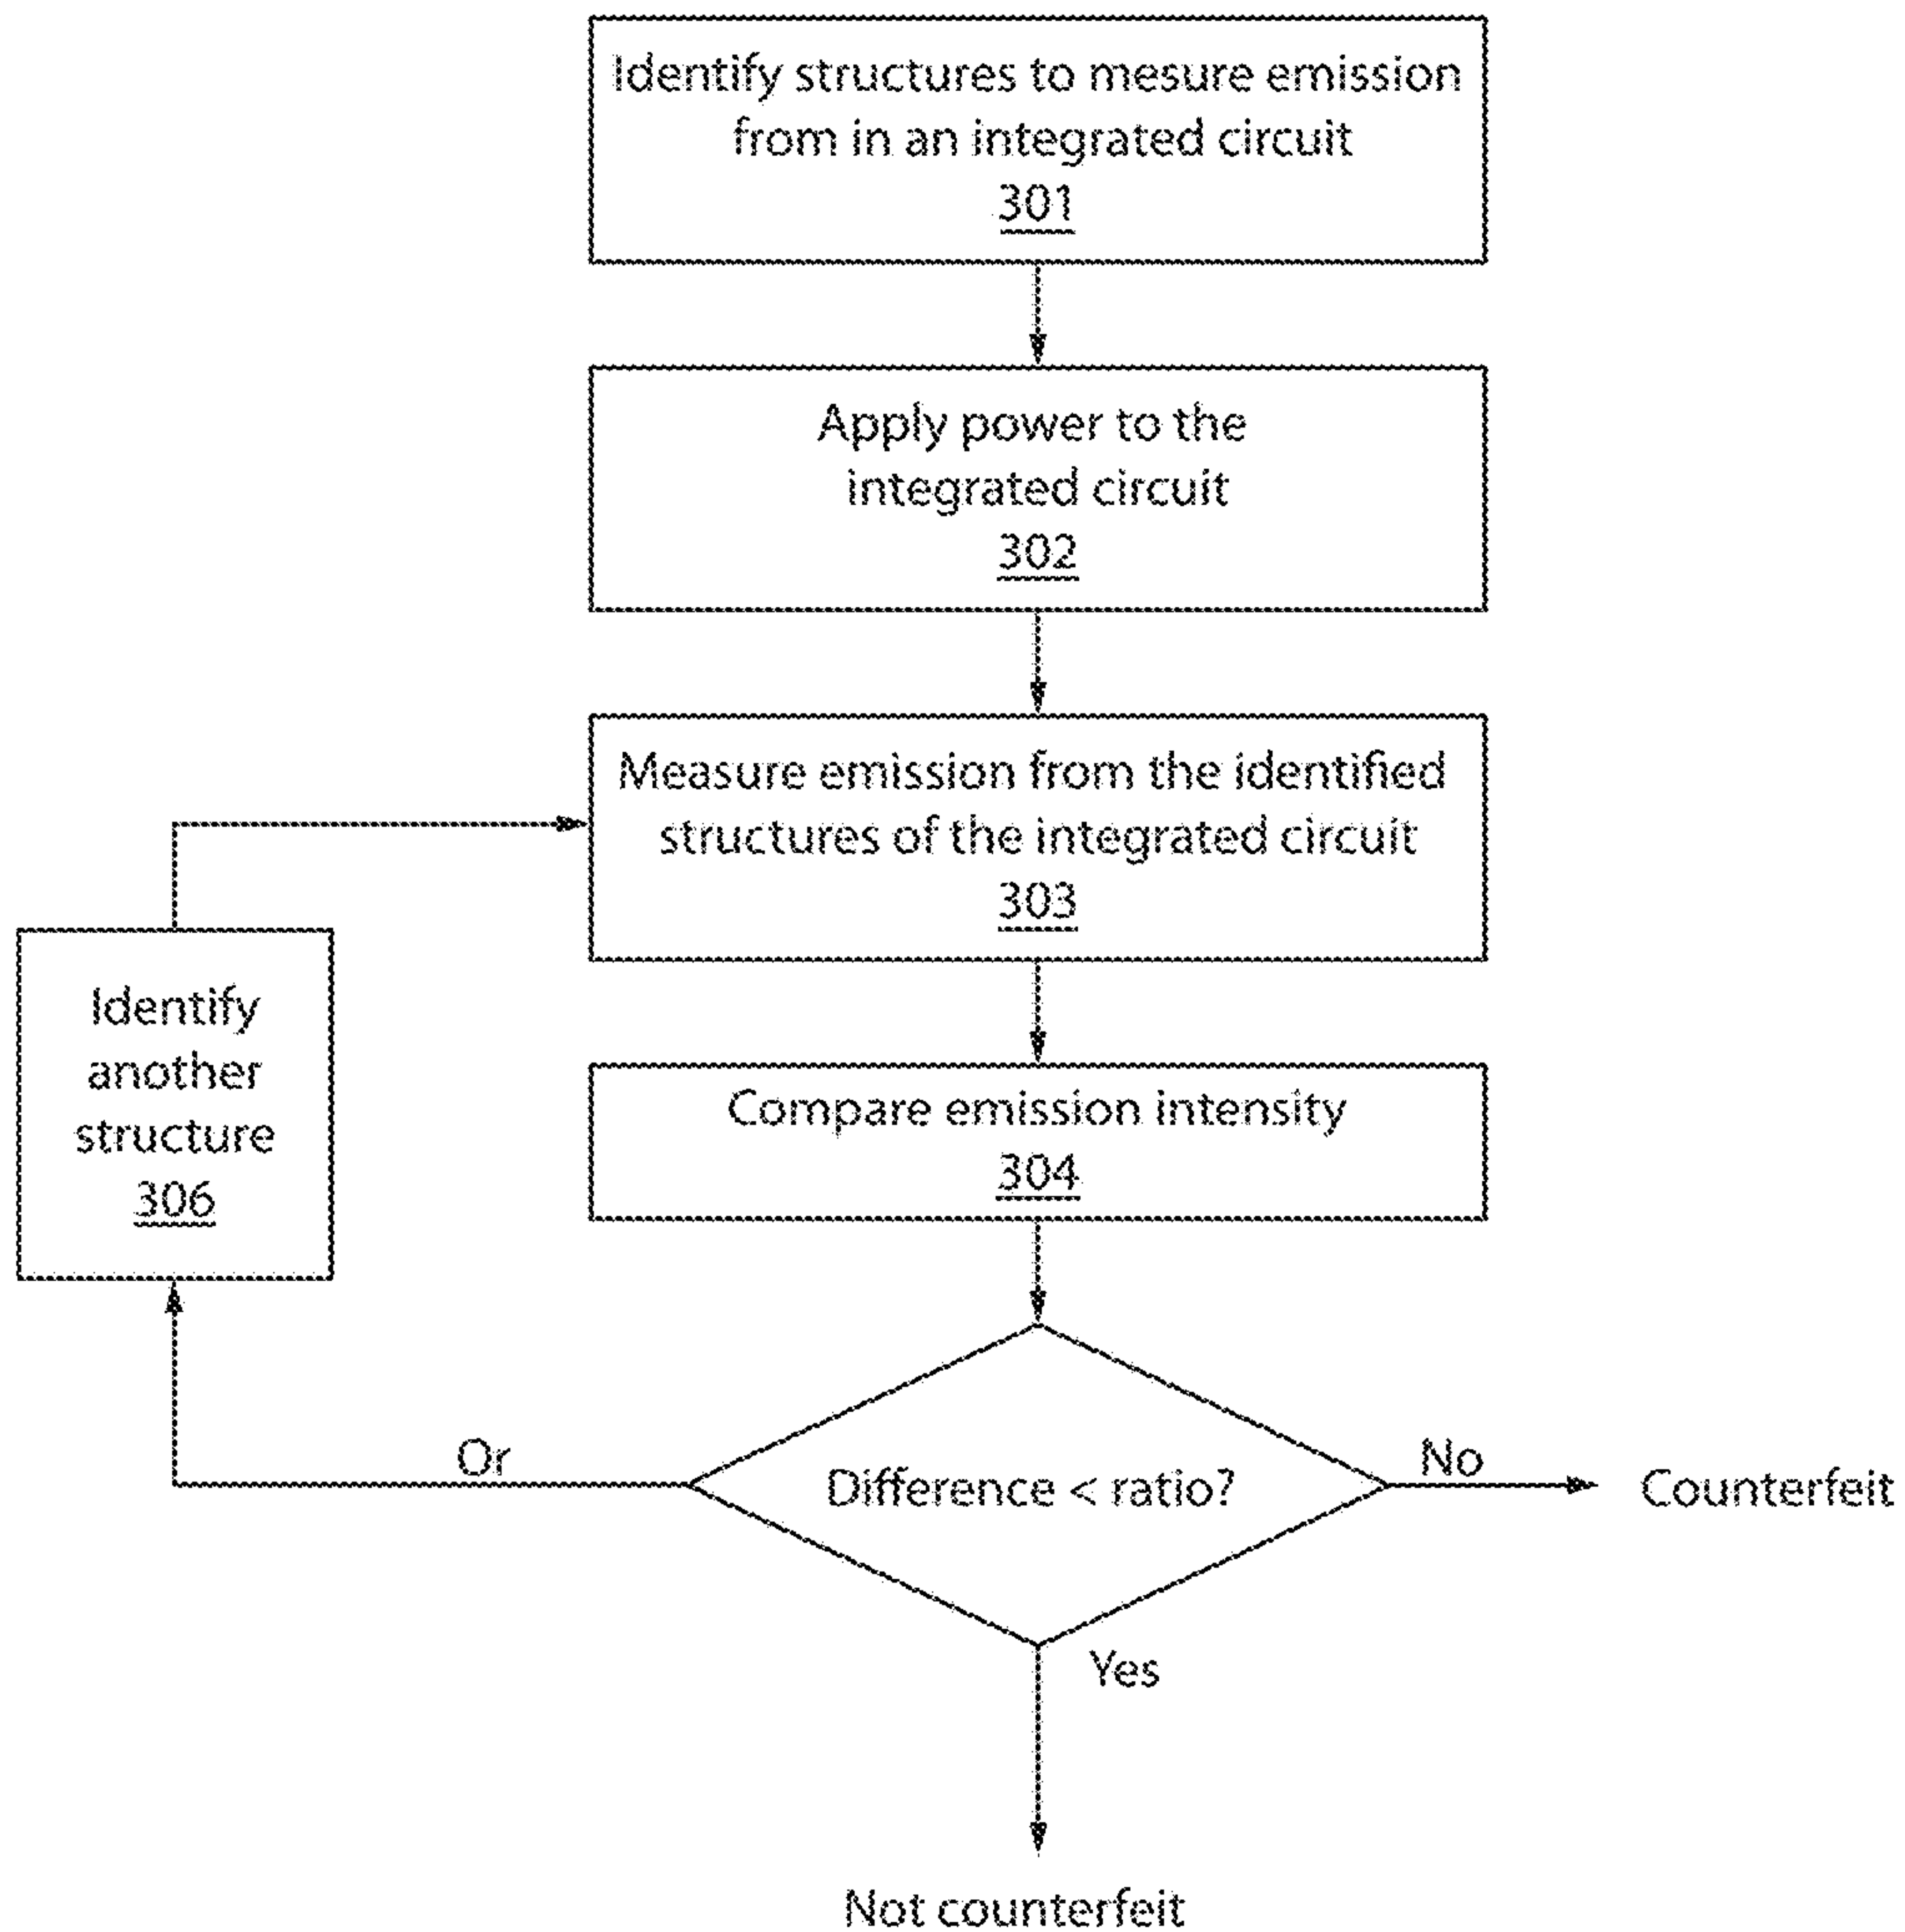 Identify structures to mesure emission
from in an integrated circuit
301
Apply power to the
integrated circuit
302
Measure emission from the identified
structures of the integrated circuit
303
Identify
another
structure
306
Compare emission intensity
304
Or
Difference < ratio?
No
Counterfeit
Yes
Not counterfeit